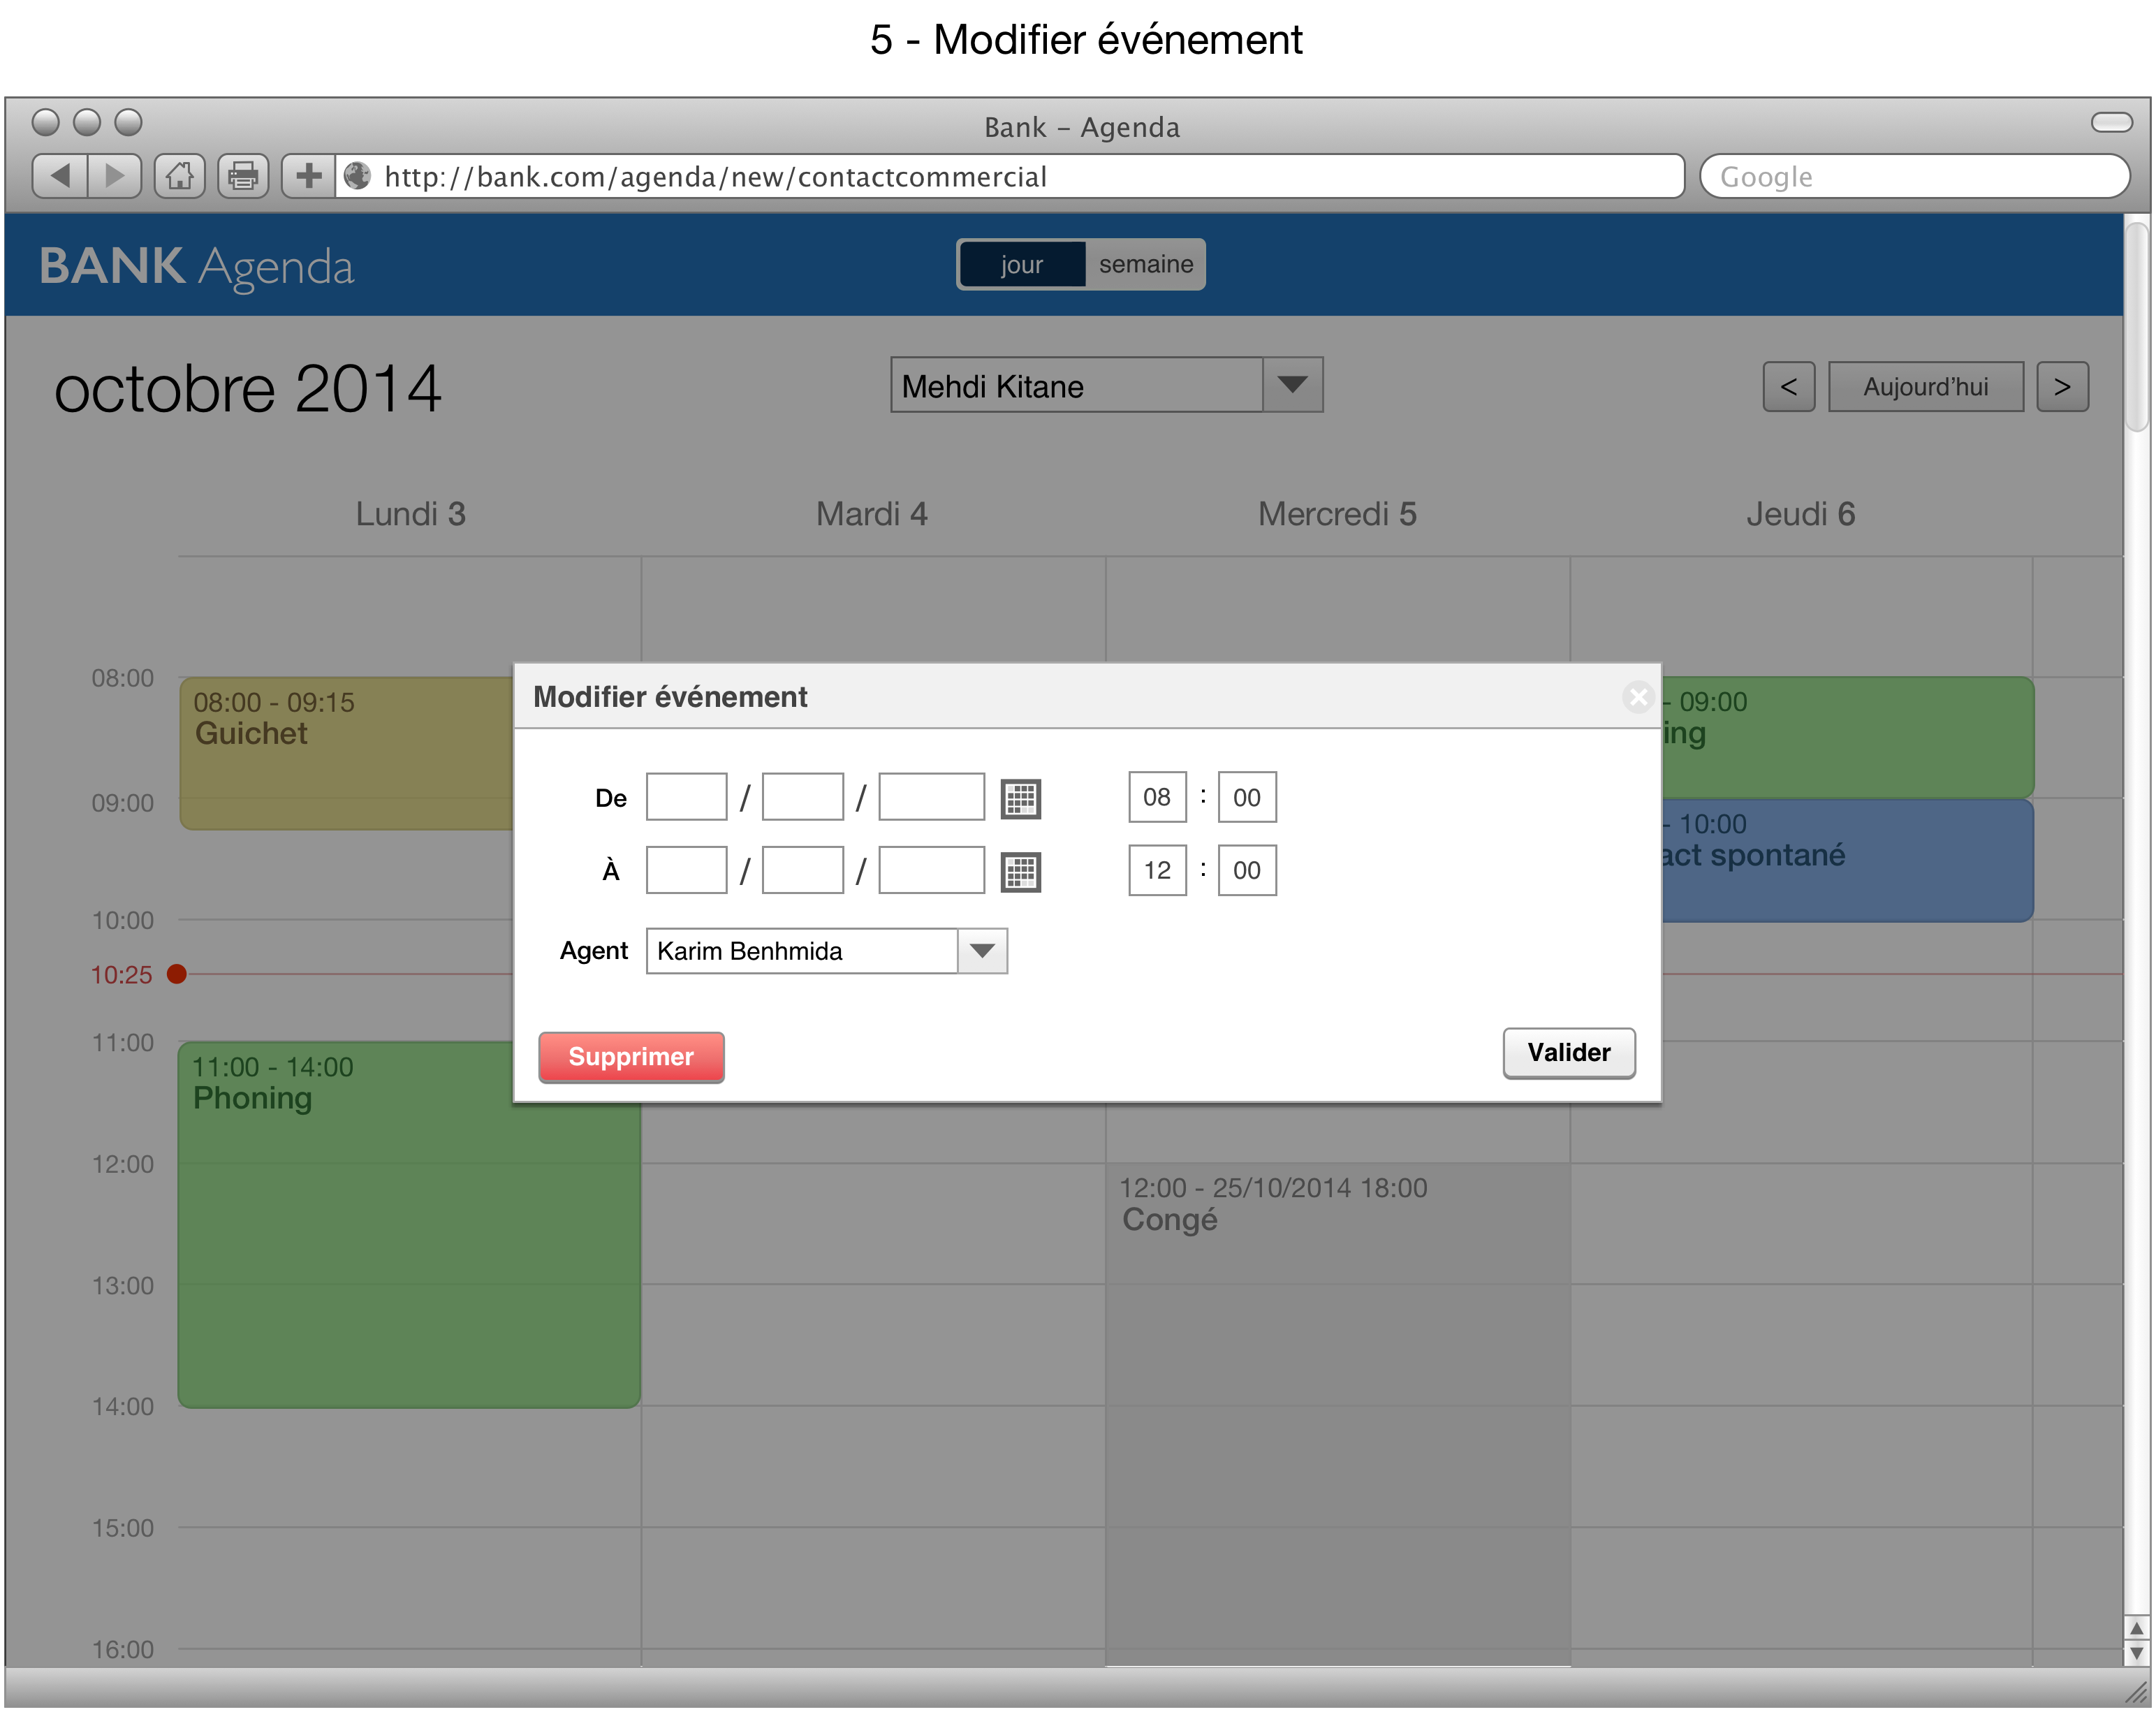 5 - Modifier événement
Bank – Agenda
http://bank.com/agenda/new/contactcommercial
Google
BANK Agenda
jour semaine
octobre 2014
Mehdi Kitane
< Aujourd’hui >
Lundi 3 Mardi 4 Mercredi 5 Jeudi 6
08:00
08:00 - 09:15
Guichet
09:00
10:00
10:25
11:00
11:00 - 14:00
Phoning
12:00
13:00
14:00
15:00
16:00
Modifier événement
De / / 08 : 00
À / / 12 : 00
Agent Karim Benhmida
Supprimer Valider
12:00 - 25/10/2014 18:00
Congé
- 09:00
ing
- 10:00
act spontané